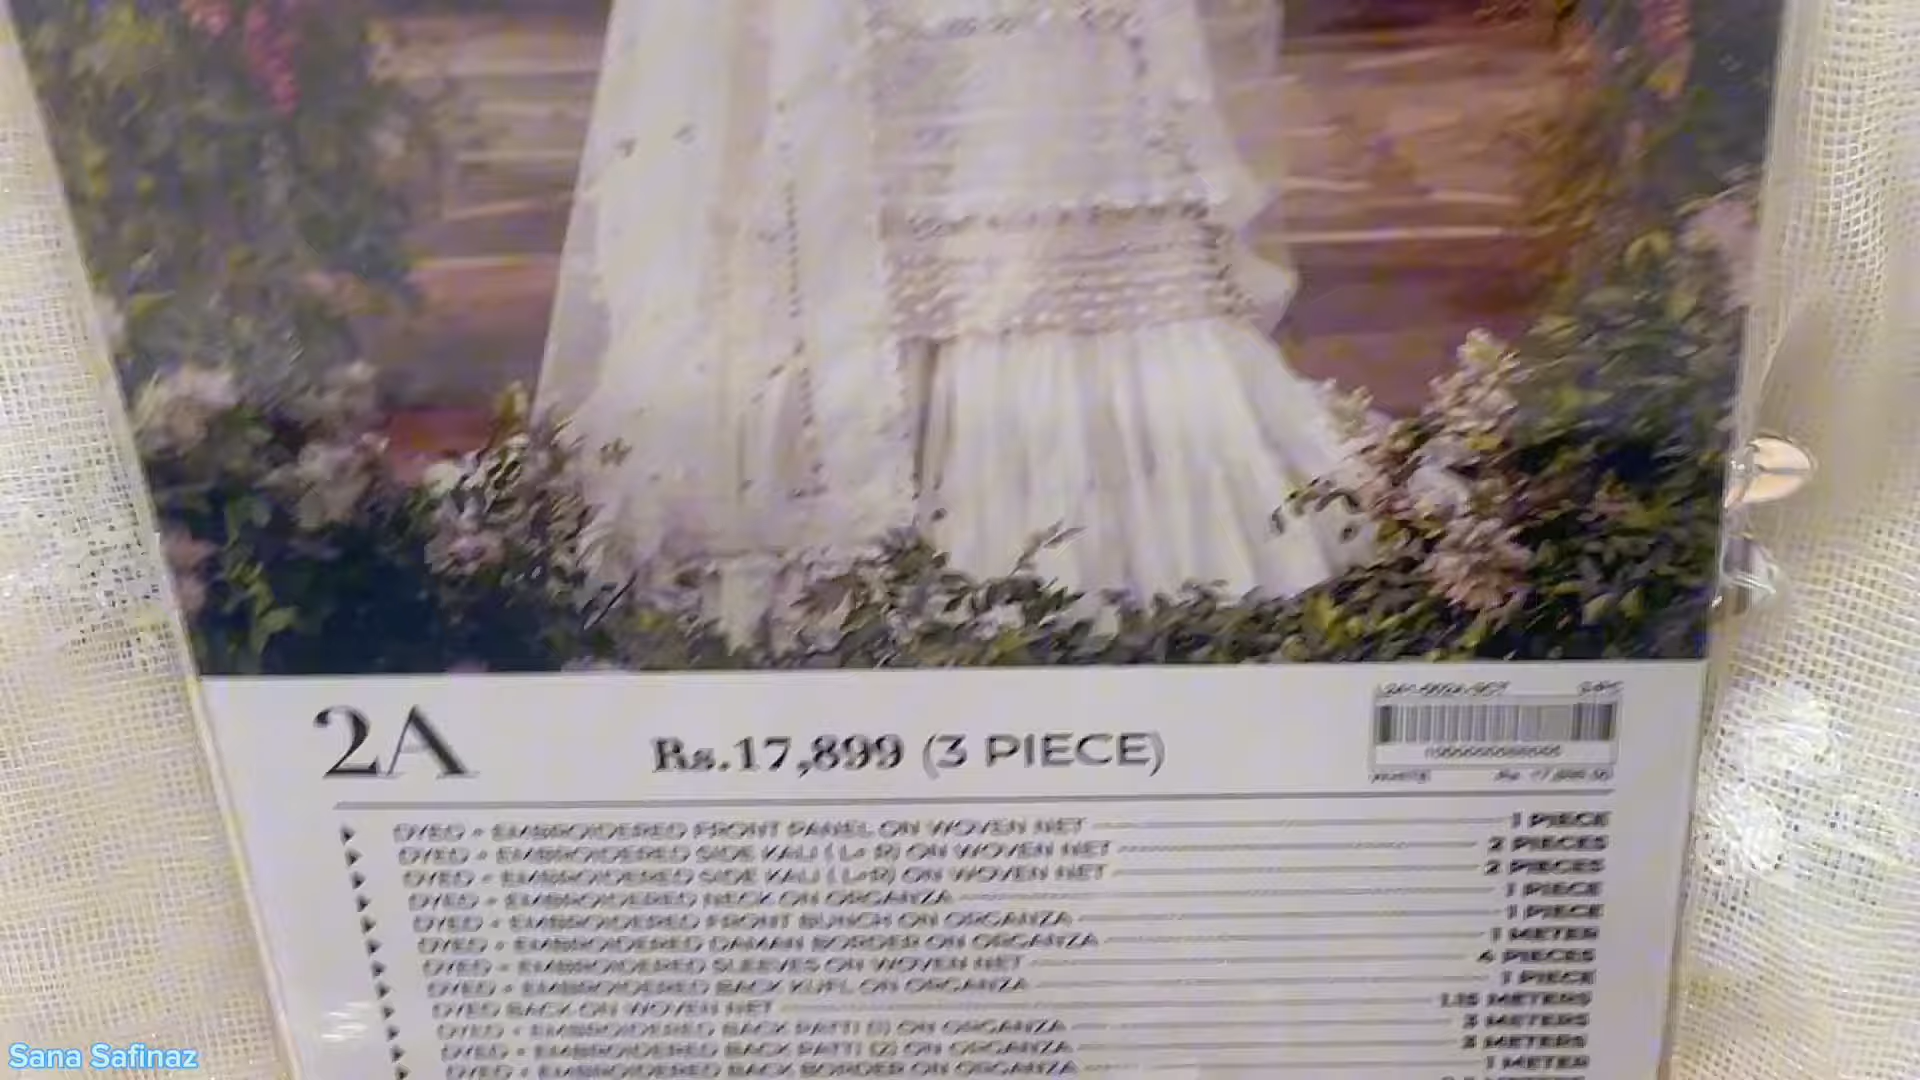 2A
Rs.17,899 (3 PIECE)
WHITE Rs. 17,899.00
DYED + EMBROIDERED FRONT PANEL ON WOVEN NET 1 PIECE
DYED + EMBROIDERED SIDE KALI ( L+ R) ON WOVEN NET 2 PIECES
DYED + EMBROIDERED SIDE KALI ( L+R) ON WOVEN NET 2 PIECES
DYED + EMBROIDERED NECK ON ORGANZA 1 PIECE
DYED + EMBROIDERED FRONT BUNCH ON ORGANZA 1 PIECE
DYED + EMBROIDERED DAMAN BORDER ON ORGANZA 1 METER
DYED + EMBROIDERED SLEEVES ON WOVEN NET PIECES
DYED + EMBROIDERED BACK ON ORGANZA 1 PIECE
DYED BACK ON WOVEN NET 1.15 METERS
DYED + EMBROIDERED BACK PATTI (1) ON ORGANZA 3 METERS
DYED + EMBROIDERED BACK PATTI (2) ON ORGANZA 3 METERS
DYED + EMBROIDERED BACK BORDER ON ORGANZA 1 METER
Sana Safinaz